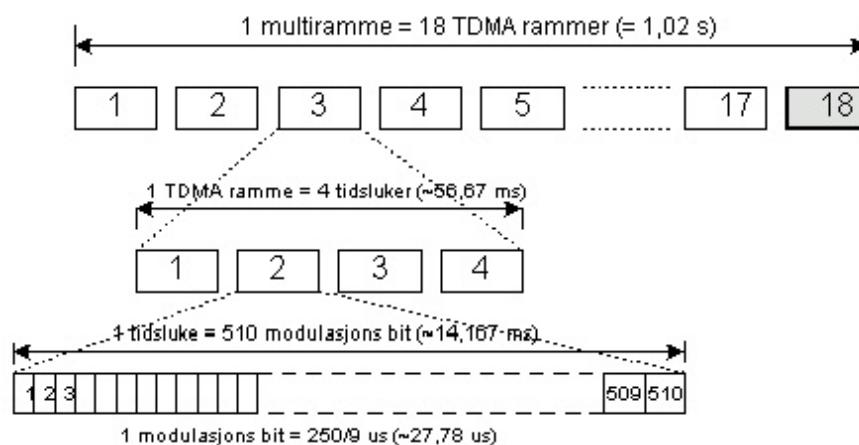 1 multiramme = 18 TDMA rammer (= 1,02 s)
1 2 3 4 5 17 18
1 TDMA ramme = 4 tidsluker (~56,67 ms)
1 2 3 4
1 tidsluke = 510 modulasjons bit (~14,167 ms)
1 2 3 509 510
1 modulasjons bit = 250/9 us (~27,78 us)